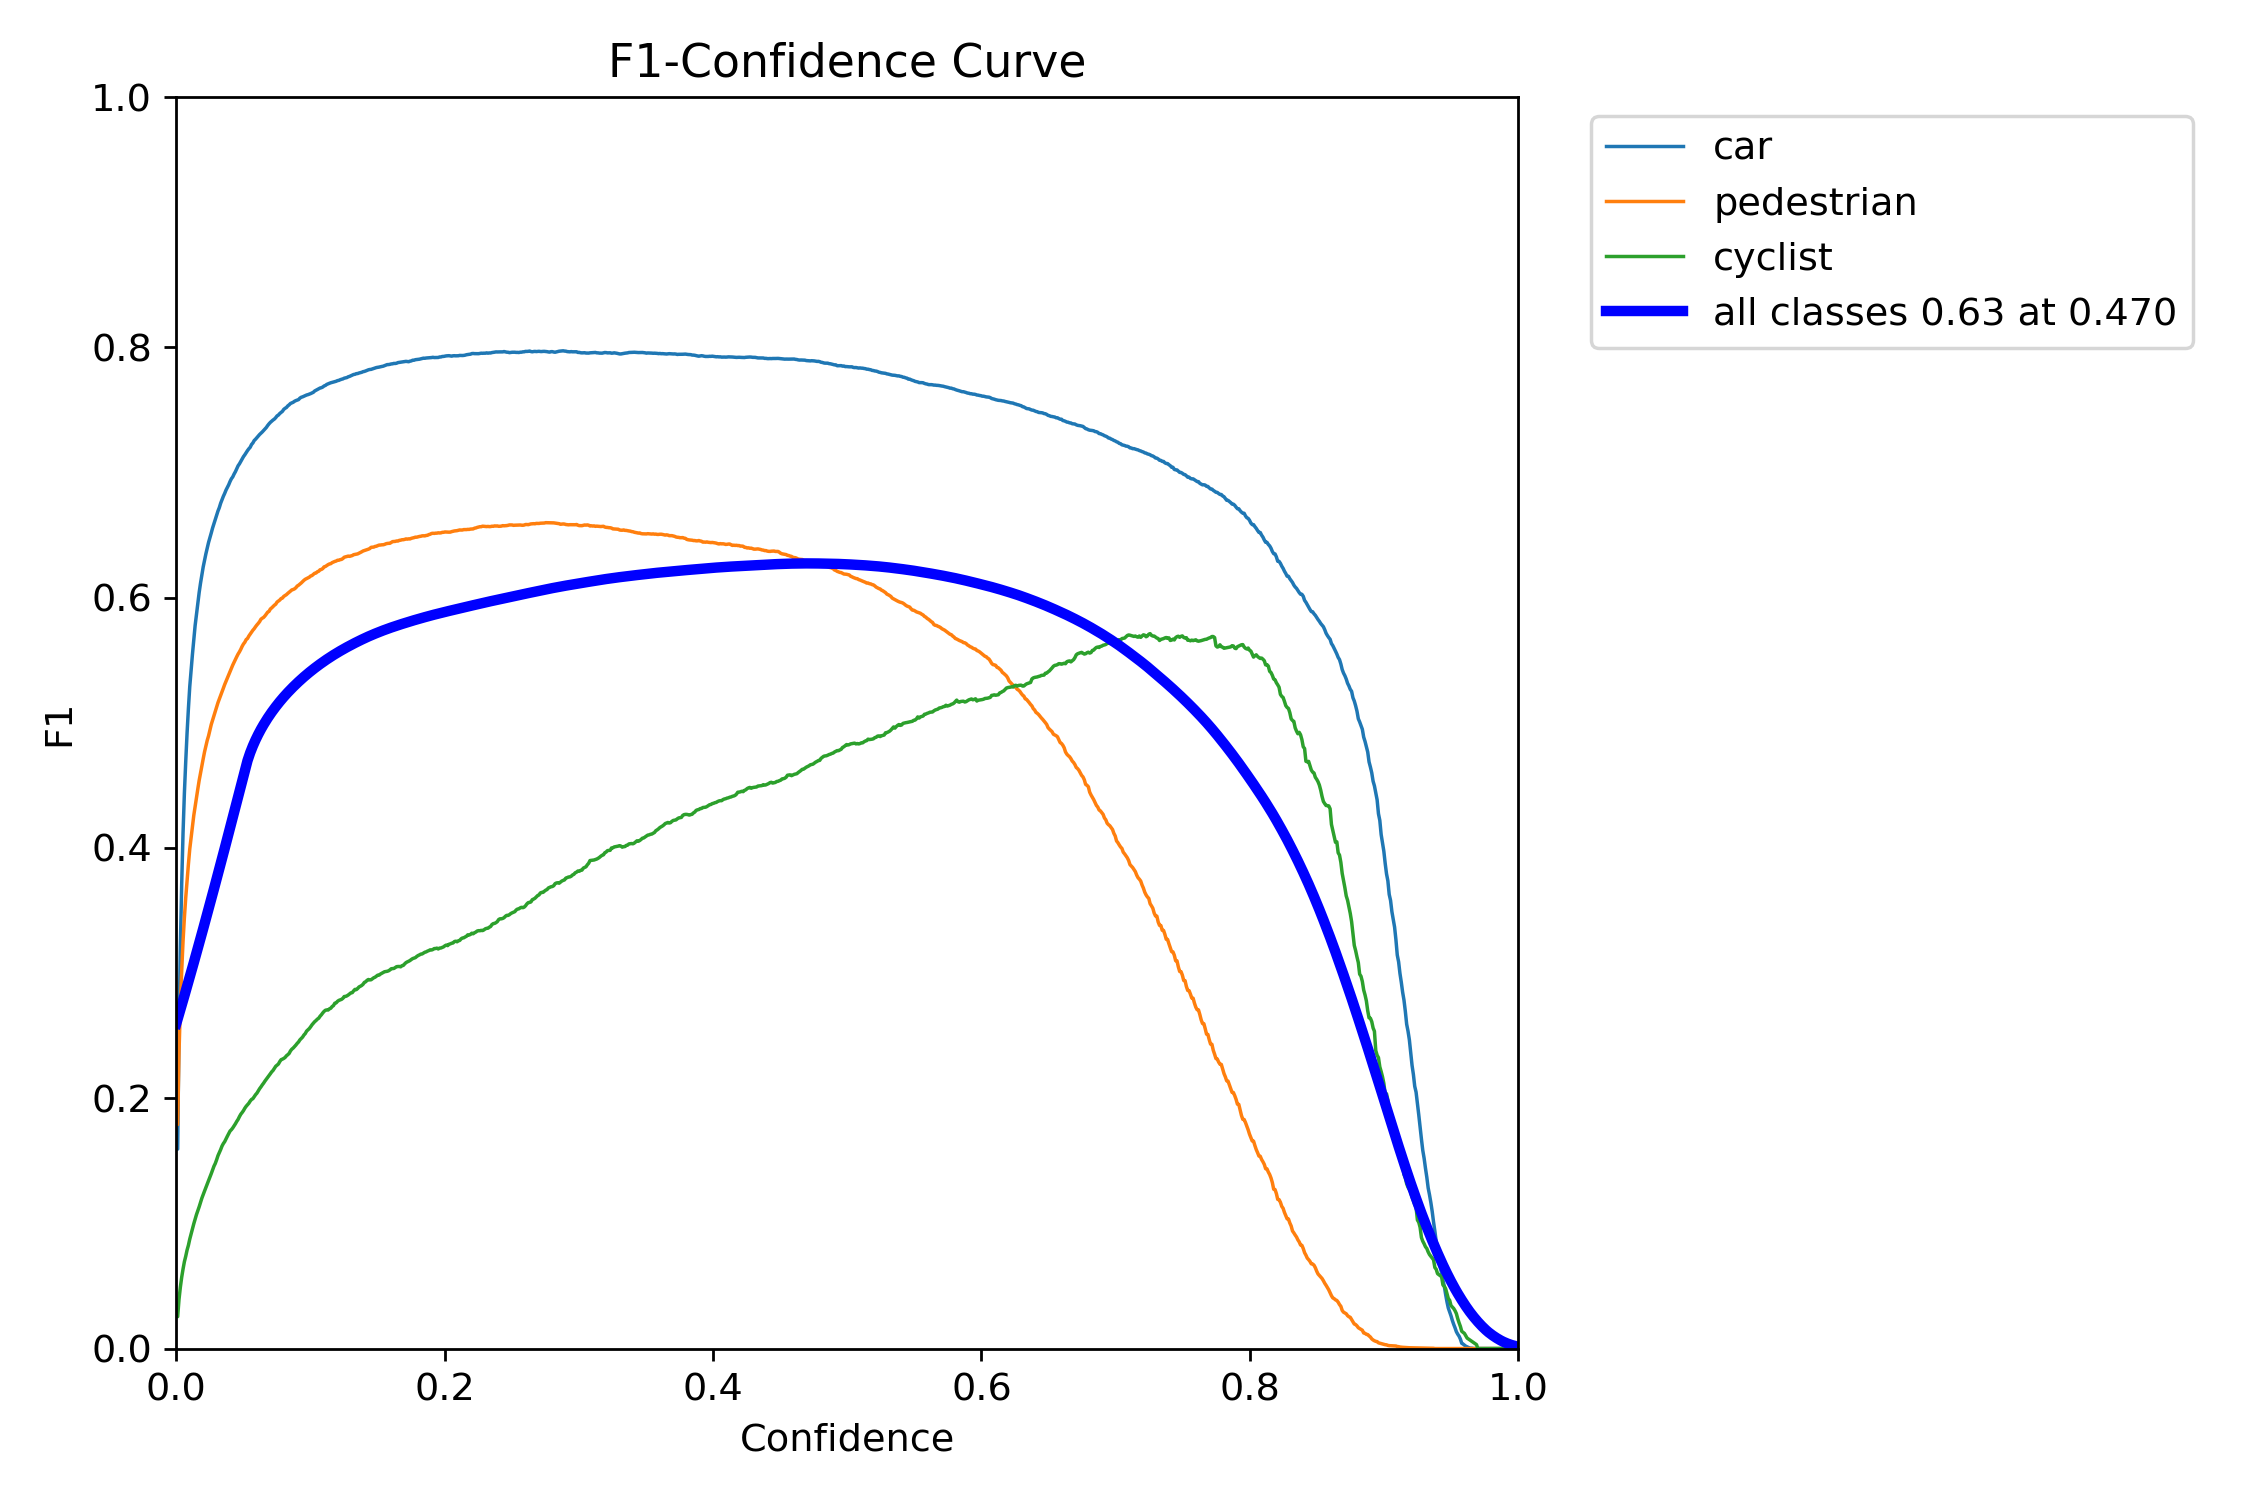 F1-Confidence Curve
1.0
0.8
0.6
0.4
0.2
0.0
F1
0.0 0.2 0.4 0.6 0.8 1.0
Confidence
car
pedestrian
cyclist
all classes 0.63 at 0.470